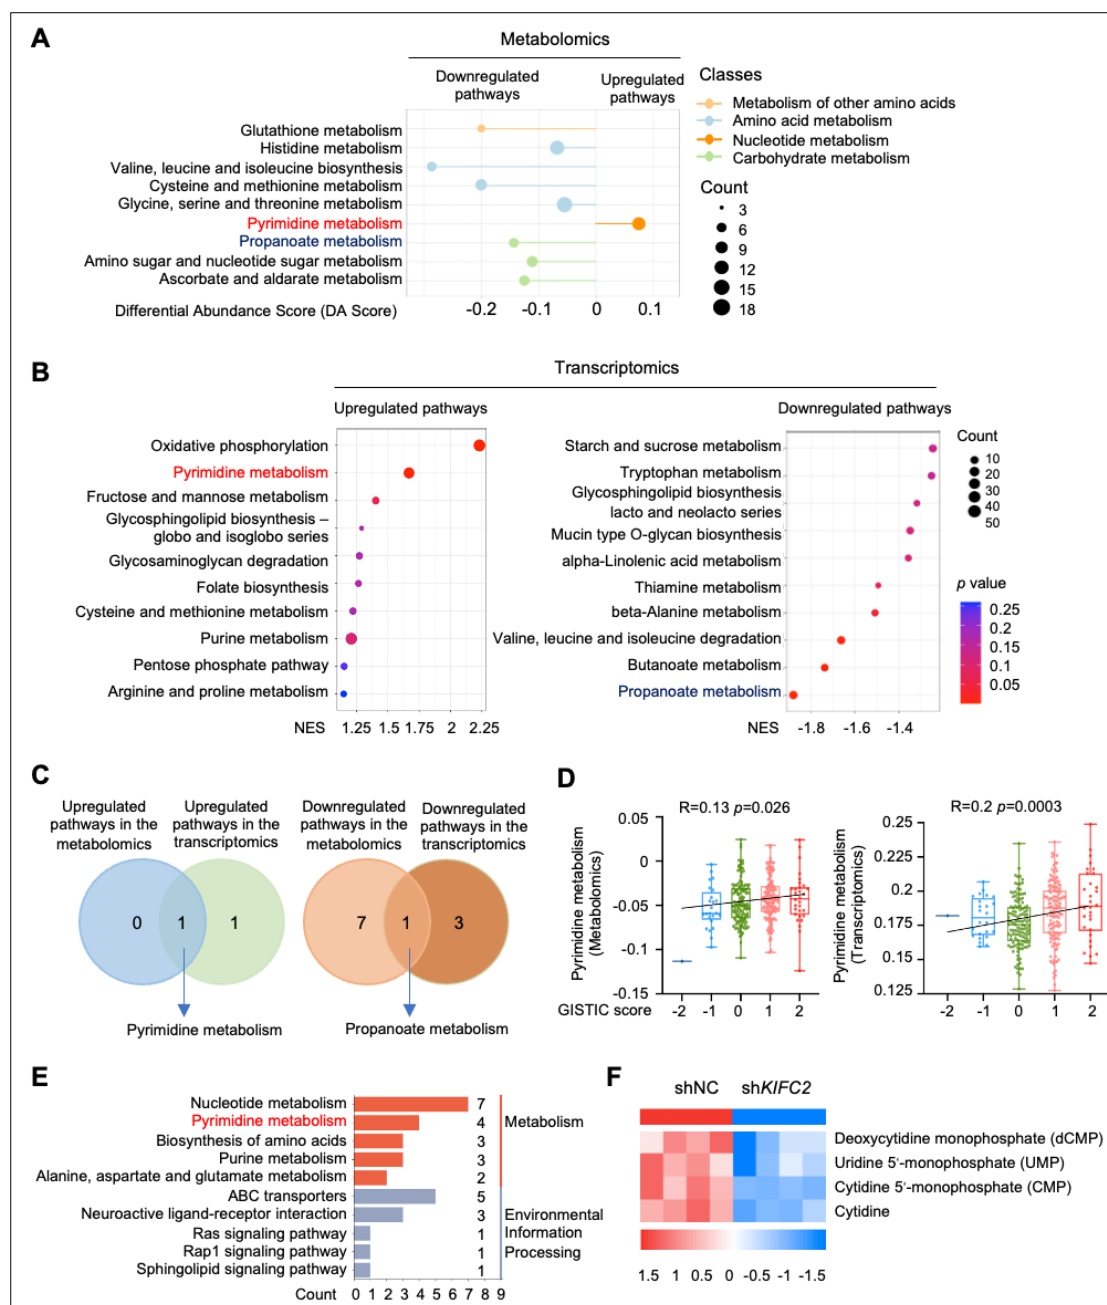 A
Metabolomics
Downregulated pathways
Upregulated pathways
Classes
Metabolism of other amino acids
Amino acid metabolism
Nucleotide metabolism
Carbohydrate metabolism
Glutathione metabolism
Histidine metabolism
Valine, leucine and isoleucine biosynthesis
Cysteine and methionine metabolism
Glycine, serine and threonine metabolism
Pyrimidine metabolism
Propanoate metabolism
Amino sugar and nucleotide sugar metabolism
Ascorbate and aldarate metabolism
Count
3
6
9
12
15
18
Differential Abundance Score (DA Score)
-0.2 -0.1 0 0.1
B
Transcriptomics
Upregulated pathways
Oxidative phosphorylation
Pyrimidine metabolism
Fructose and mannose metabolism
Glycosphingolipid biosynthesis –
globo and isoglobo series
Glycosaminoglycan degradation
Folate biosynthesis
Cysteine and methionine metabolism
Purine metabolism
Pentose phosphate pathway
Arginine and proline metabolism
NES 1.25 1.5 1.75 2 2.25
Downregulated pathways
Starch and sucrose metabolism
Tryptophan metabolism
Glycosphingolipid biosynthesis
lacto and neolacto series
Mucin type O-glycan biosynthesis
alpha-Linolenic acid metabolism
Thiamine metabolism
beta-Alanine metabolism
Valine, leucine and isoleucine degradation
Butanoate metabolism
Propanoate metabolism
NES -1.8 -1.6 -1.4
Count
10
20
30
40
50
p value
0.25
0.2
0.15
0.1
0.05
C
Upregulated
pathways in the
metabolomics
Upregulated
pathways in the
transcriptomics
0 1 1
Pyrimidine metabolism
Downregulated
pathways in the
metabolomics
Downregulated
pathways in the
transcriptomics
7 1 3
Propanoate metabolism
D
R=0.13 p=0.026
Pyrimidine metabolism
(Metabolomics)
0.05
0
-0.05
-0.1
-0.15
GISTIC score -2 -1 0 1 2
R=0.2 p=0.0003
Pyrimidine metabolism
(Transcriptomics)
0.25
0.225
0.2
0.175
0.15
0.125
-2 -1 0 1 2
E
Nucleotide metabolism 7
Pyrimidine metabolism 4
Biosynthesis of amino acids 3
Purine metabolism 3
Alanine, aspartate and glutamate metabolism 2
Metabolism
ABC transporters 5
Neuroactive ligand-receptor interaction 3
Ras signaling pathway 1
Rap1 signaling pathway 1
Sphingolipid signaling pathway 1
Environmental
Information
Processing
Count 0 1 2 3 4 5 6 7 8 9
F
shNC shKIFC2
Deoxycytidine monophosphate (dCMP)
Uridine 5'-monophosphate (UMP)
Cytidine 5'-monophosphate (CMP)
Cytidine
1.5 1 0.5 0 -0.5 -1 -1.5